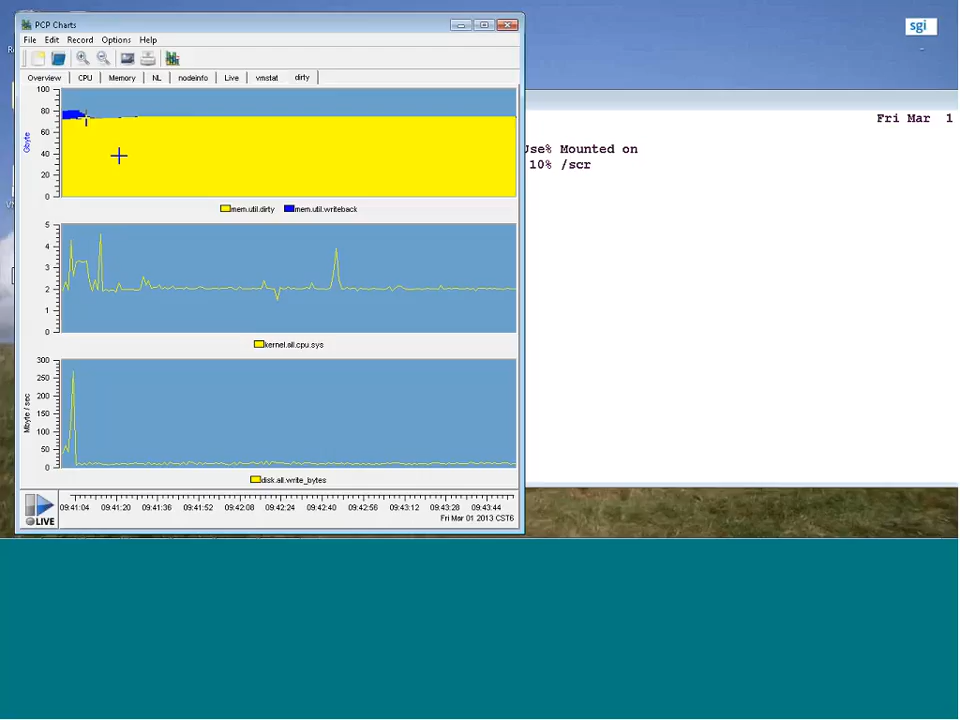 PCP Charts
sgi
File Edit Record Options Help
Overview CPU Memory NL nodeinfo Live vmstat dirty
100
80
60
40
20
0
Gbyte
mem.util.dirty mem.util.writeback
Fri Mar 1
Use% Mounted on
10% /scr
5
4
3
2
1
0
kernel.all.cpu.sys
300
250
200
150
100
50
0
Mbyte / sec
disk.all.write_bytes
LIVE
09:41:04 09:41:20 09:41:36 09:41:52 09:42:08 09:42:24 09:42:40 09:42:56 09:43:12 09:43:28 09:43:44
Fri Mar 01 2013 CST6